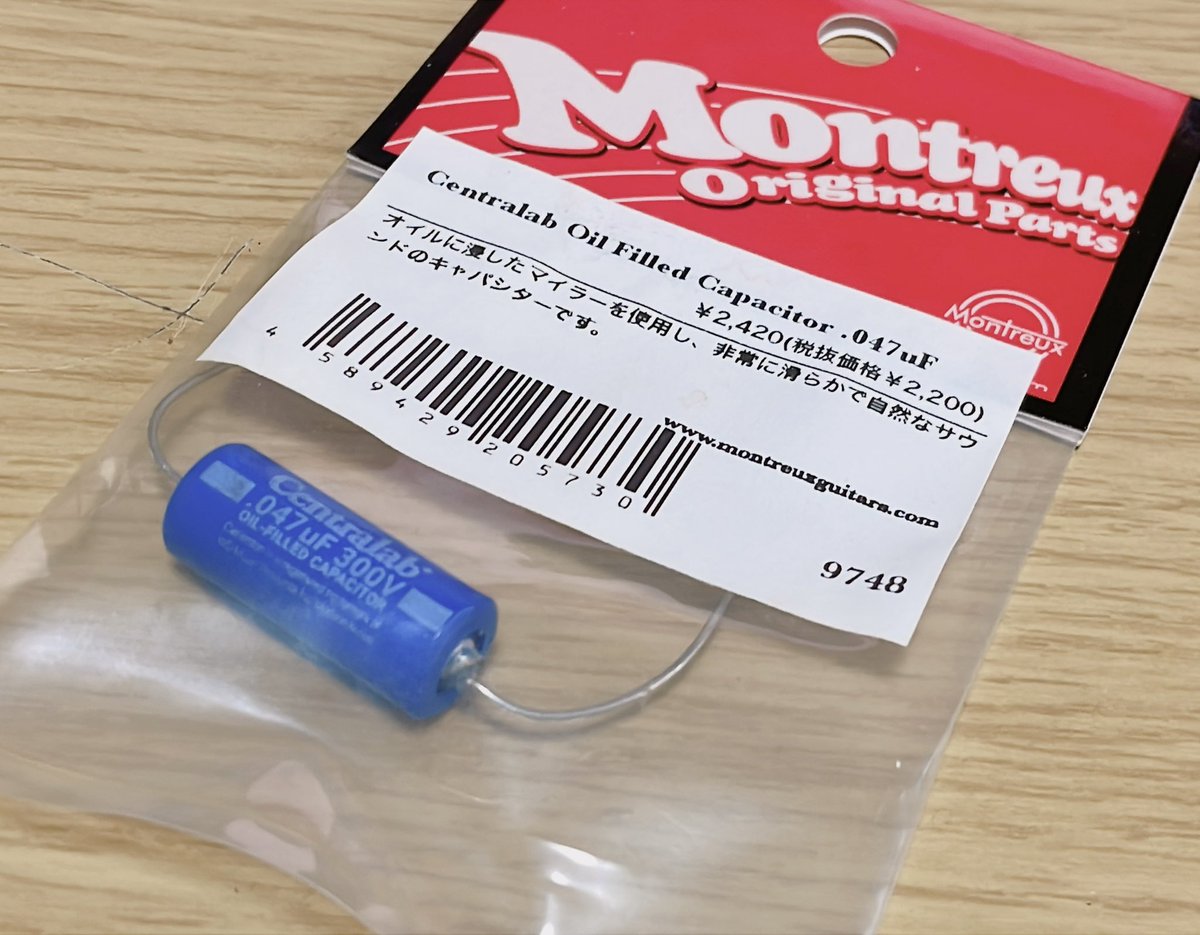 Montreux
Original Parts
Montreux
Centralab Oil Filled Capacitor .047uF
¥2,420(税抜価格¥2,200)
オイルに浸したマイラーを使用し、非常に滑らかで自然なサウ
ンドのキャパシターです。
4 589429 205730
www.montreuxguitars.com
9748
Centralab
.047uF 300V
OIL-FILLED CAPACITOR